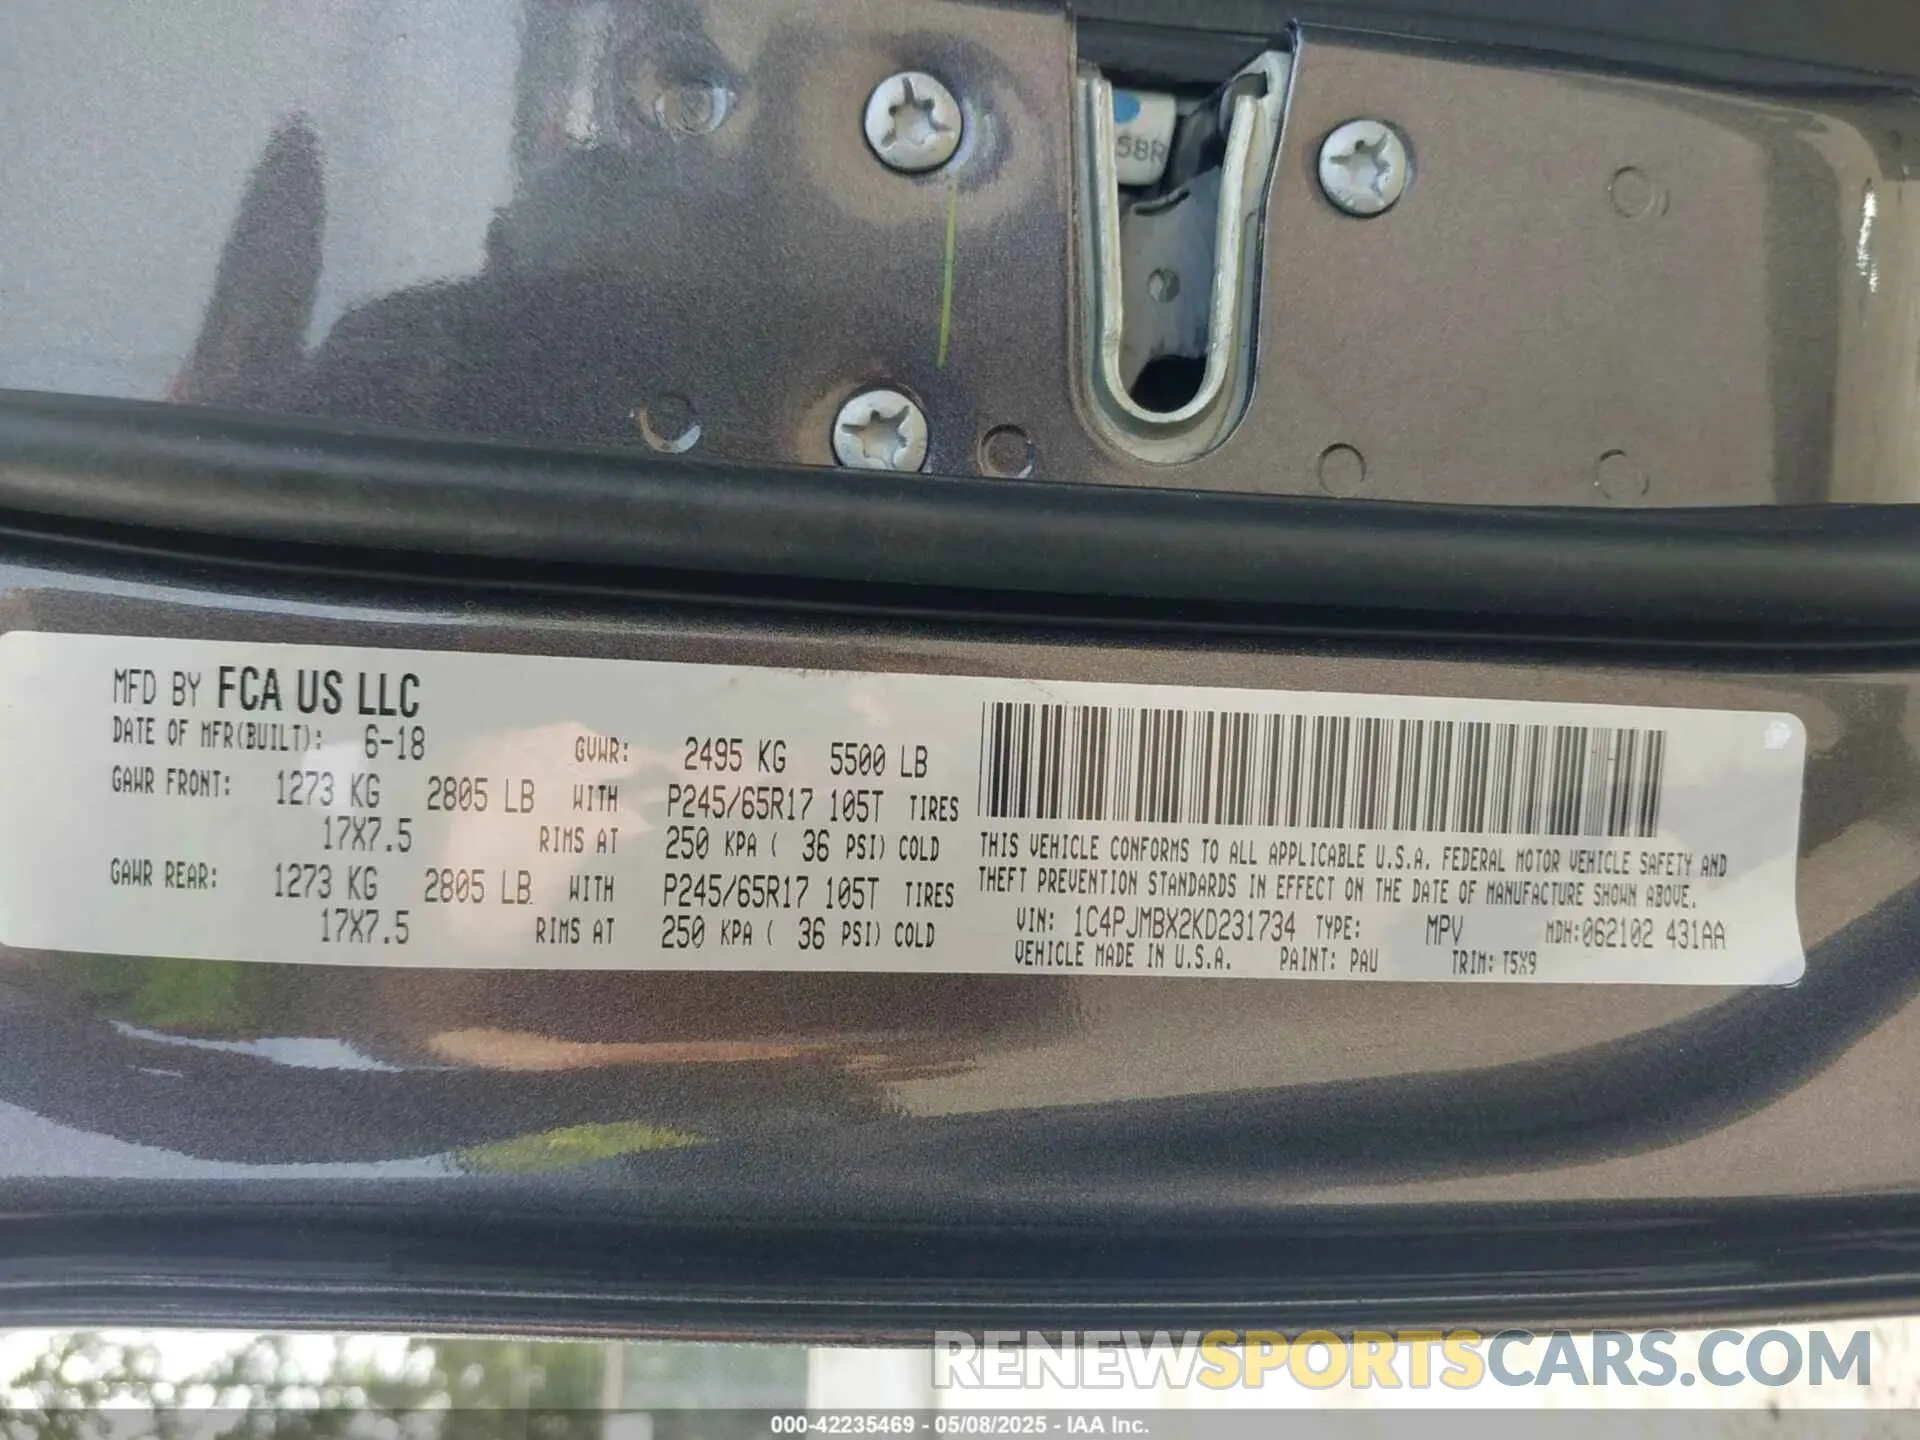 58R
MFD BY FCA US LLC
DATE OF MFR(BUILT): 6-18 GVWR: 2495 KG 5500 LB
GAWR FRONT: 1273 KG 2805 LB WITH P245/65R17 105T TIRES
17X7.5 RIMS AT 250 KPA ( 36 PSI) COLD
GAWR REAR: 1273 KG 2805 LB WITH P245/65R17 105T TIRES
17X7.5 RIMS AT 250 KPA ( 36 PSI) COLD
THIS VEHICLE CONFORMS TO ALL APPLICABLE U.S.A. FEDERAL MOTOR VEHICLE SAFETY AND
THEFT PREVENTION STANDARDS IN EFFECT ON THE DATE OF MANUFACTURE SHOWN ABOVE.
VIN: 1C4PJMBX2KD231734 TYPE: MPV MDH:062102 431AA
VEHICLE MADE IN U.S.A. PAINT: PAU TRIM: T5X9
RENEWSPORTSCARS.COM
000-42235469 - 05/08/2025 - IAA Inc.